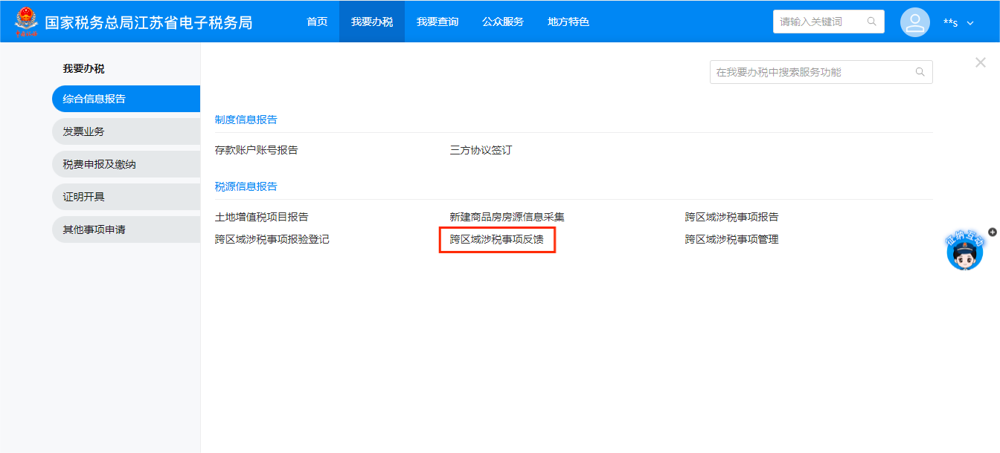 国家税务总局江苏省电子税务局 首页 我要办税 我要查询 公众服务 地方特色 请输入关键词 **s
我要办税
在我要办税中搜索服务功能
综合信息报告
发票业务
税费申报及缴纳
证明开具
其他事项申请
制度信息报告
存款账户账号报告 三方协议签订
税源信息报告
土地增值税项目报告 新建商品房房源信息采集 跨区域涉税事项报告
跨区域涉税事项报验登记 跨区域涉税事项反馈 跨区域涉税事项管理
征纳互动